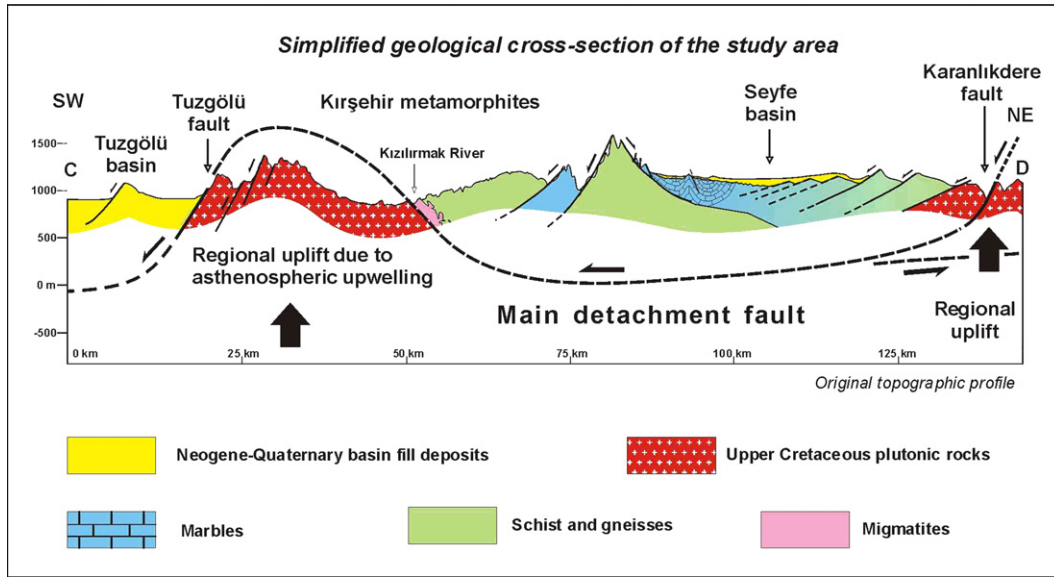 Simplified geological cross-section of the study area
SW
Tuzgölü
fault
Kırşehir metamorphites
Seyfe
basin
Karanlıkdere
fault
NE
Tuzgölü
basin
Kızılırmak River
C
D
1500
1000
500
0 m
-500
Regional uplift due to
asthenospheric upwelling
Main detachment fault
Regional
uplift
0 km
25 km
50 km
75 km
100 km
125 km
Original topographic profile
Neogene-Quaternary basin fill deposits
Upper Cretaceous plutonic rocks
Marbles
Schist and gneisses
Migmatites